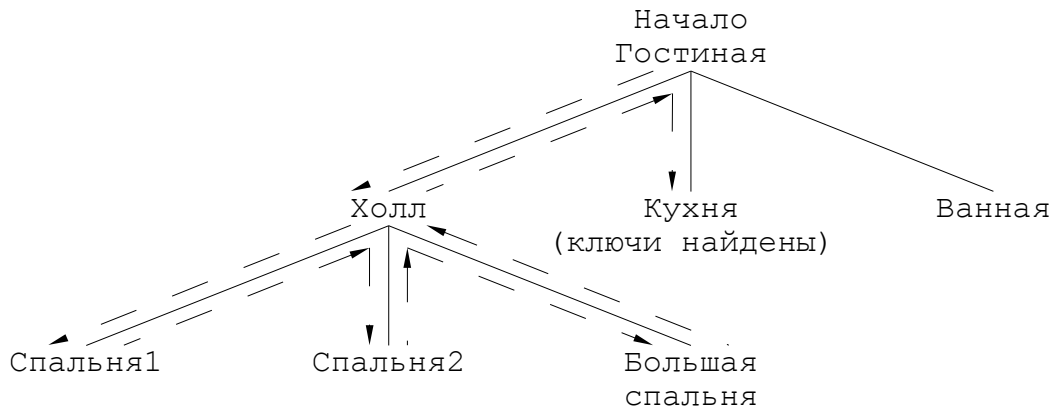 Начало
Гостиная
Холл
Кухня
(ключи найдены)
Ванная
Спальня1
Спальня2
Большая
спальня